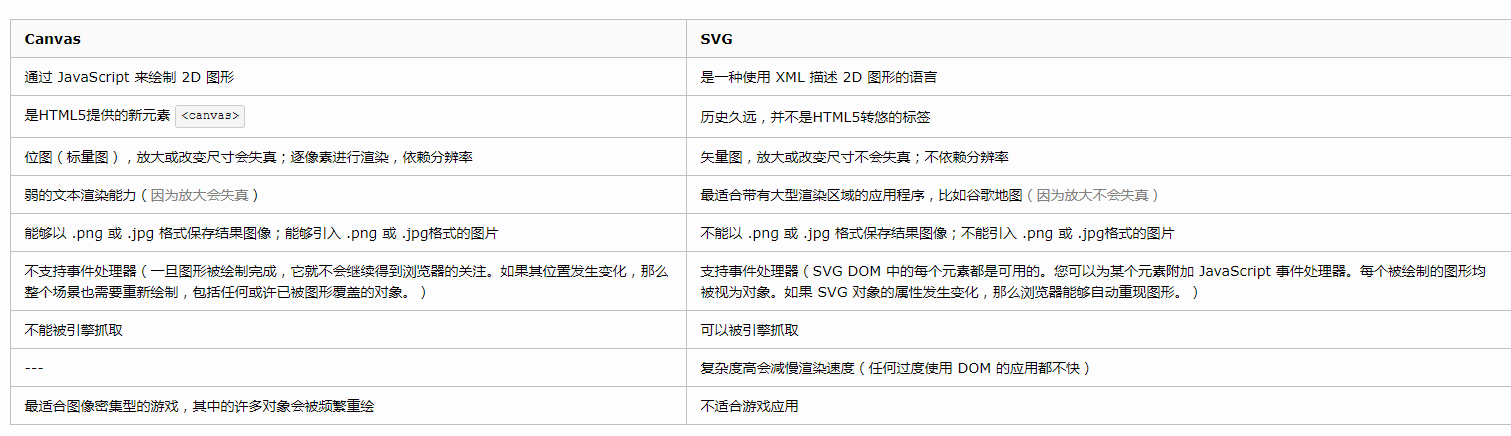 Canvas
SVG
通过 JavaScript 来绘制 2D 图形
是一种使用 XML 描述 2D 图形的语言
是HTML5提供的新元素 <canvas>
历史久远，并不是HTML5转悠的标签
位图（标量图），放大或改变尺寸会失真；逐像素进行渲染，依赖分辨率
矢量图，放大或改变尺寸不会失真；不依赖分辨率
弱的文本渲染能力（因为放大会失真）
最适合带有大型渲染区域的应用程序，比如谷歌地图（因为放大不会失真）
能够以 .png 或 .jpg 格式保存结果图像；能够引入 .png 或 .jpg格式的图片
不能以 .png 或 .jpg 格式保存结果图像；不能引入 .png 或 .jpg格式的图片
不支持事件处理器（一旦图形被绘制完成，它就不会继续得到浏览器的关注。如果其位置发生变化，那么
整个场景也需要重新绘制，包括任何或许已被图形覆盖的对象。）
支持事件处理器（SVG DOM 中的每个元素都是可用的。您可以为某个元素附加 JavaScript 事件处理器。每个被绘制的图形均
被视为对象。如果 SVG 对象的属性发生变化，那么浏览器能够自动重现图形。）
不能被引擎抓取
可以被引擎抓取
---
复杂度高会减慢渲染速度（任何过度使用 DOM 的应用都不快）
最适合图像密集型的游戏，其中的许多对象会被频繁重绘
不适合游戏应用